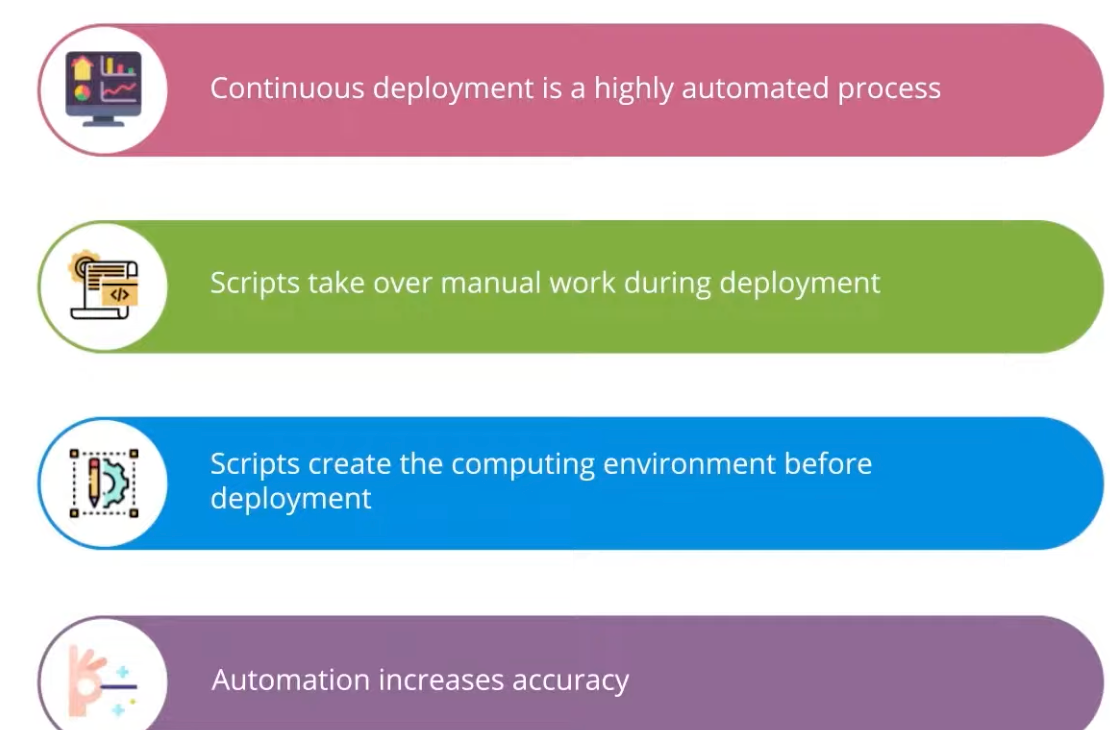 Continuous deployment is a highly automated process
Scripts take over manual work during deployment
</>
Scripts create the computing environment before
deployment
Automation increases accuracy